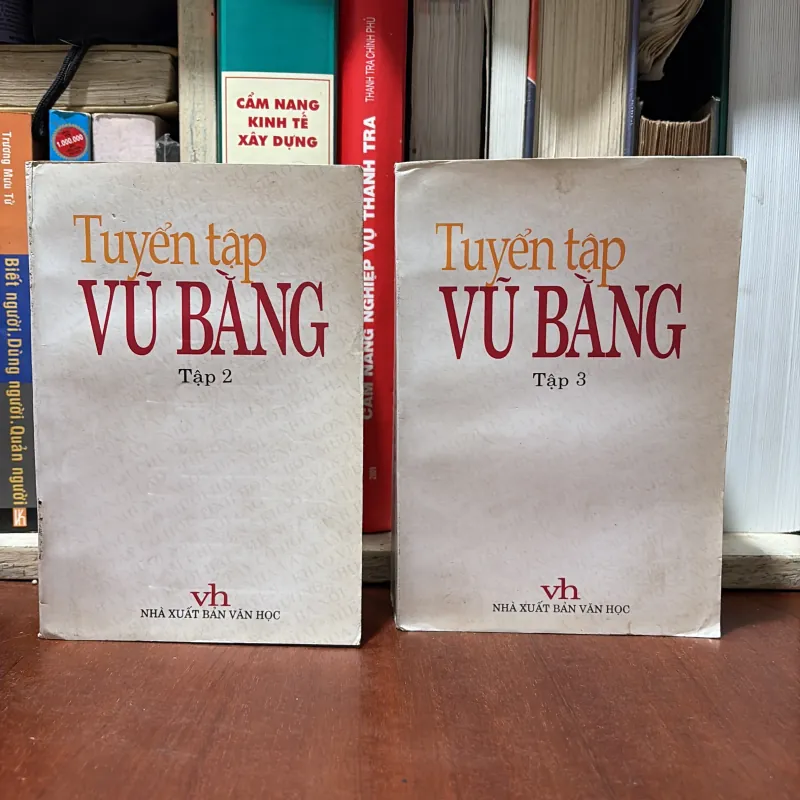 Tuyển tập
VŨ BẰNG
Tập 2
vh
NHÀ XUẤT BẢN VĂN HỌC
Tuyển tập
VŨ BẰNG
Tập 3
vh
NHÀ XUẤT BẢN VĂN HỌC
CẨM NANG
KINH TẾ
XÂY DỰNG
THANH TRA CHÍNH PHỦ
CẨM NANG NGHIỆP VỤ THANH TRA
2009
Trương Mưu Tử
Biết người.Dùng người.Quản người
1.000.000